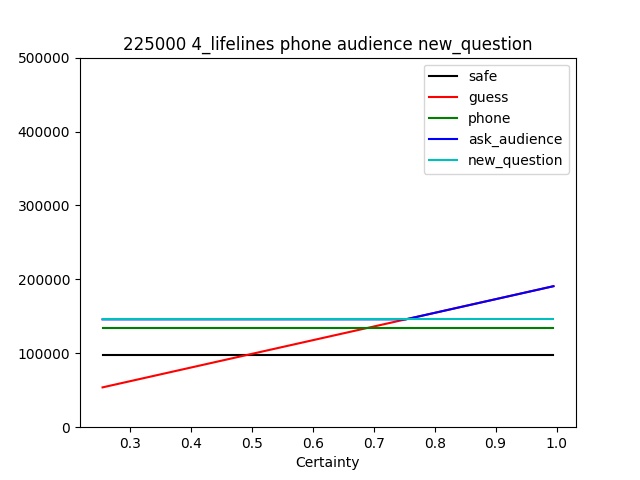 225000 4_lifelines phone audience new_question
500000
400000
300000
200000
100000
0
safe
guess
phone
ask_audience
new_question
0.3 0.4 0.5 0.6 0.7 0.8 0.9 1.0
Certainty